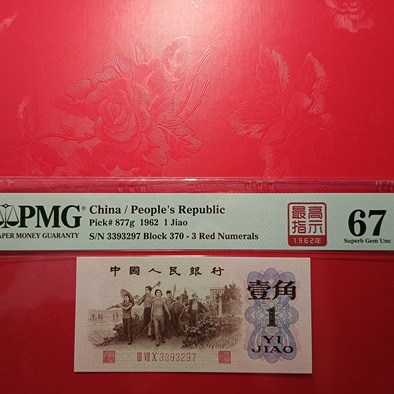 PMG
PAPER MONEY GUARANTY
China / People's Republic
Pick# 877g 1962 1 Jiao
S/N 3393297 Block 370 - 3 Red Numerals
最高
指示
1962年
67
Superb Gem Unc
中国人民银行
壹角
1
YI
JIAO
III VII X 3393297